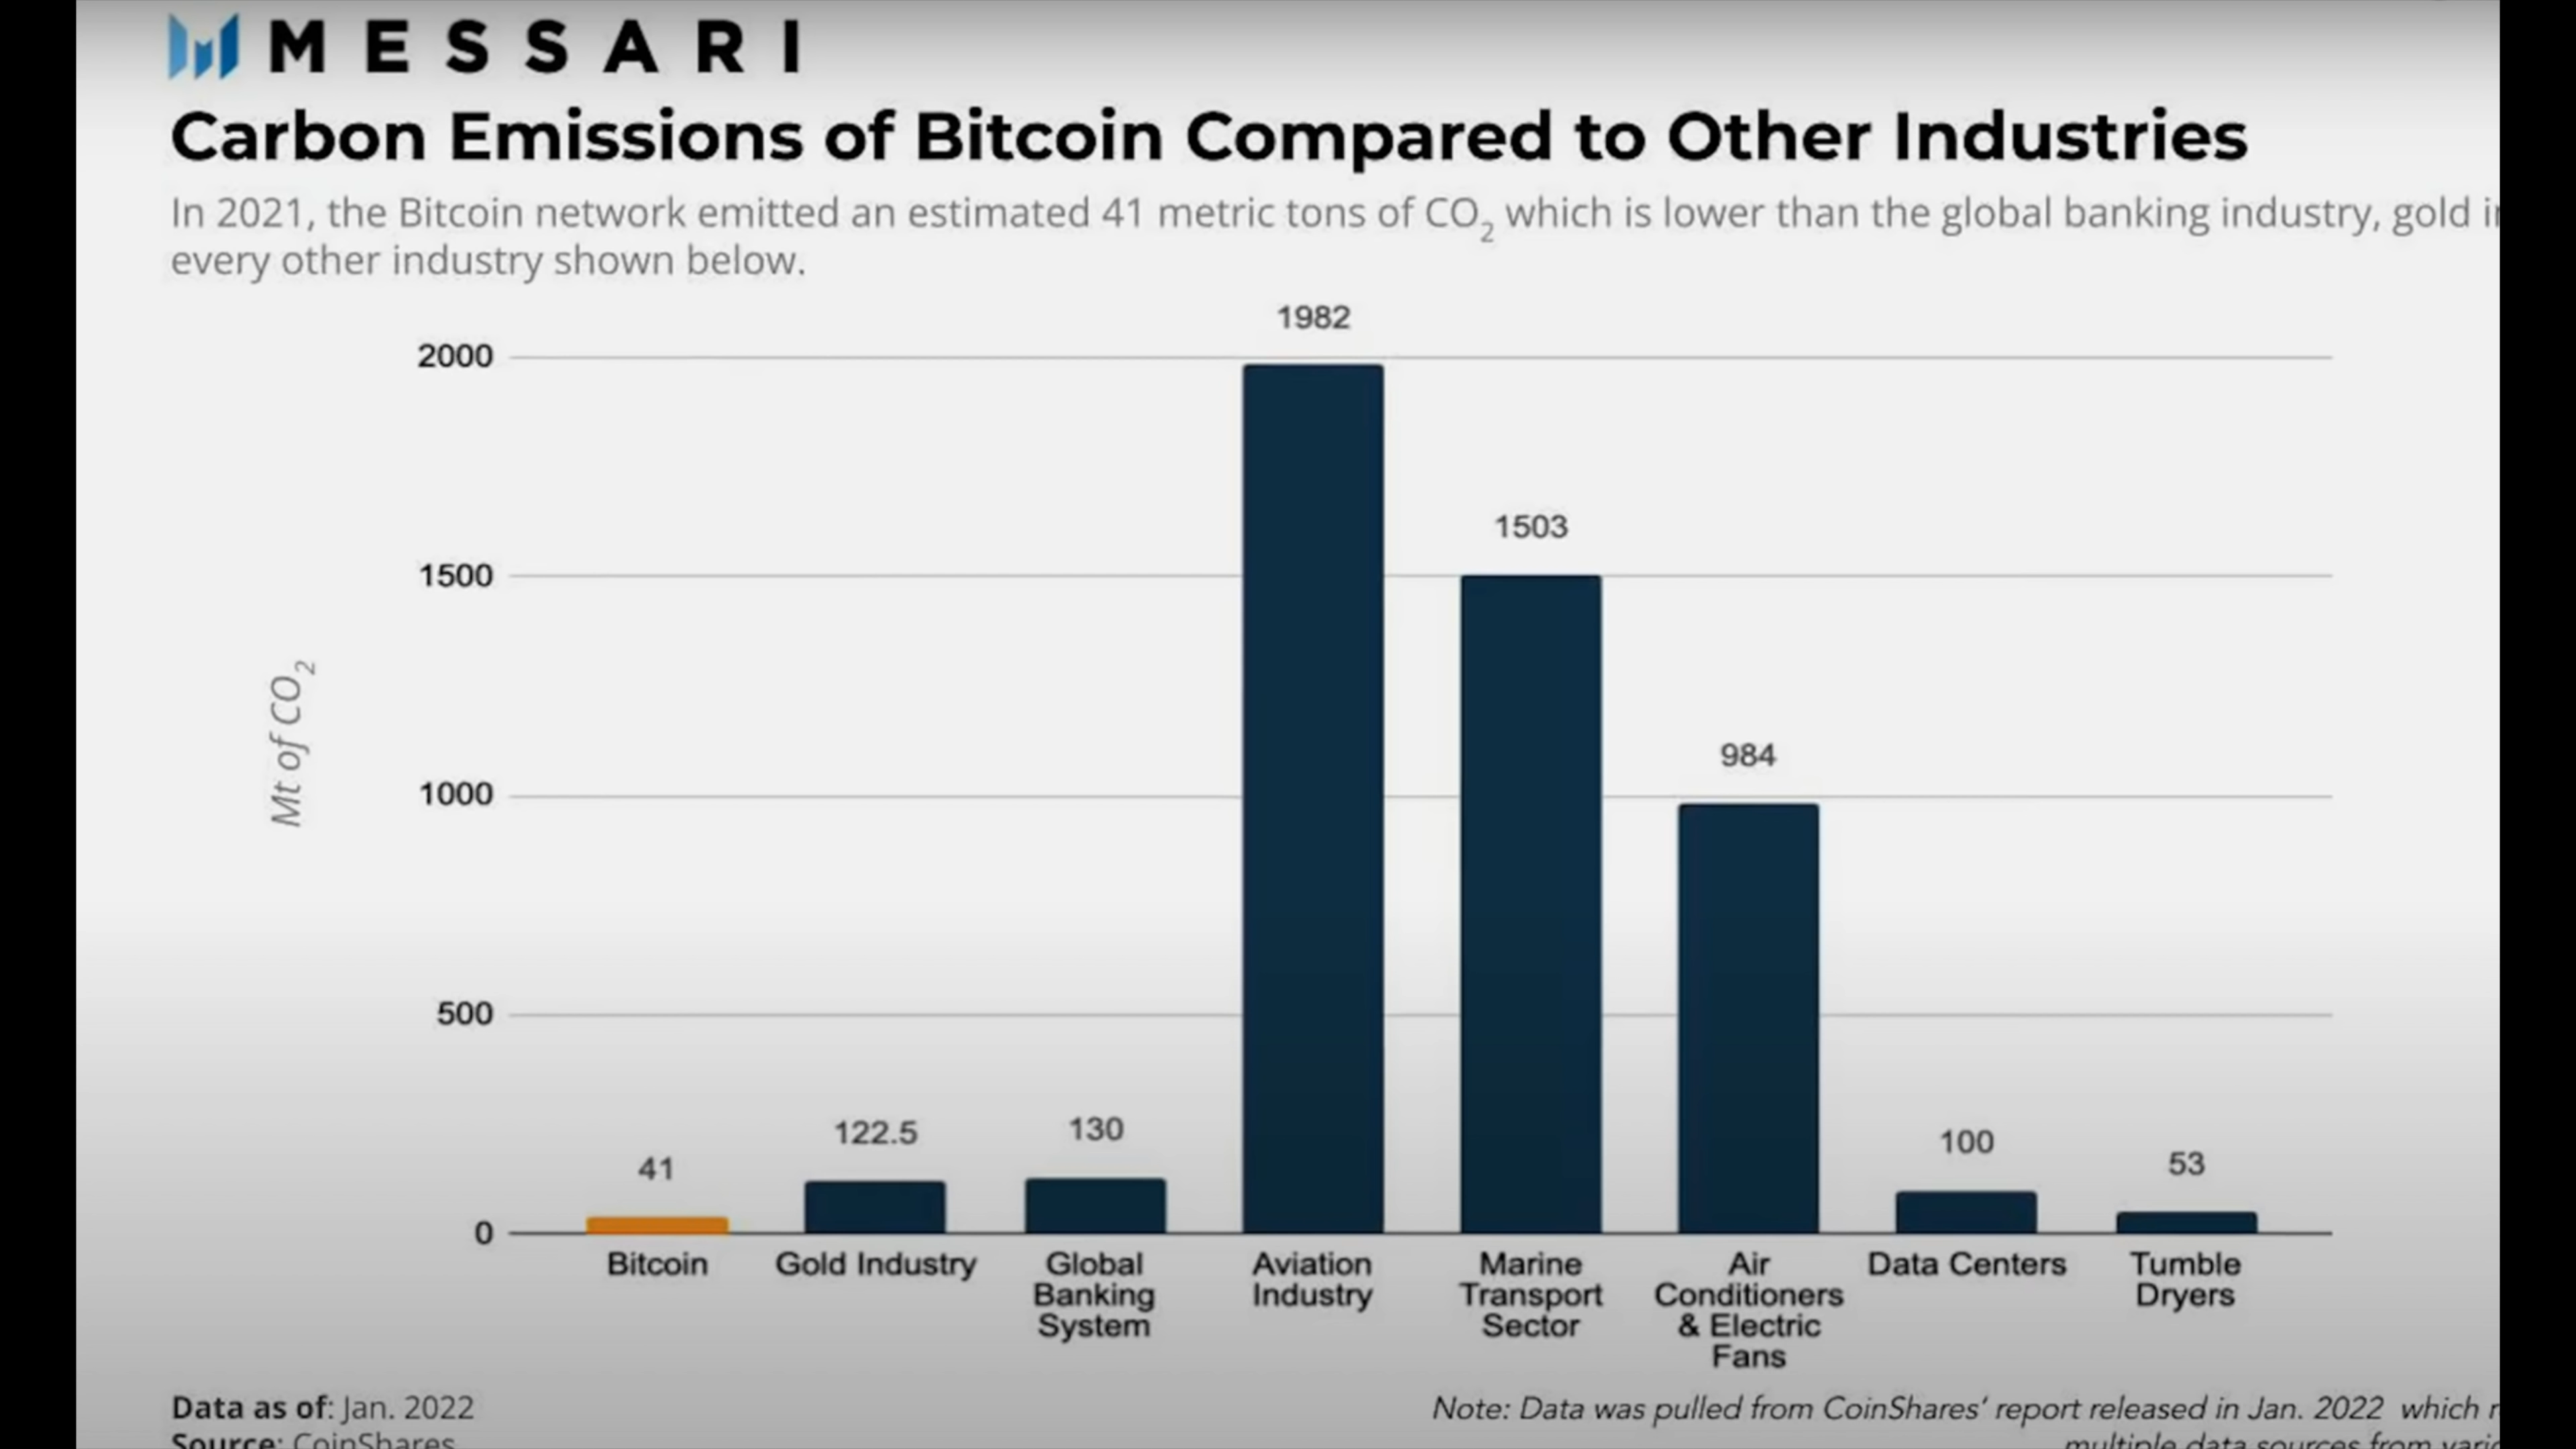 MESSARI
Carbon Emissions of Bitcoin Compared to Other Industries
In 2021, the Bitcoin network emitted an estimated 41 metric tons of CO2 which is lower than the global banking industry, gold
every other industry shown below.
1982
2000
1503
1500
984
1000
Mt of CO2
500
41
122.5
130
100
53
0
Bitcoin
Gold Industry
Global
Banking
System
Aviation
Industry
Marine
Transport
Sector
Air
Conditioners
& Electric
Fans
Data Centers
Tumble
Dryers
Data as of: Jan. 2022
Source: CoinShares
Note: Data was pulled from CoinShares' report released in Jan. 2022 which
multiple data sources from